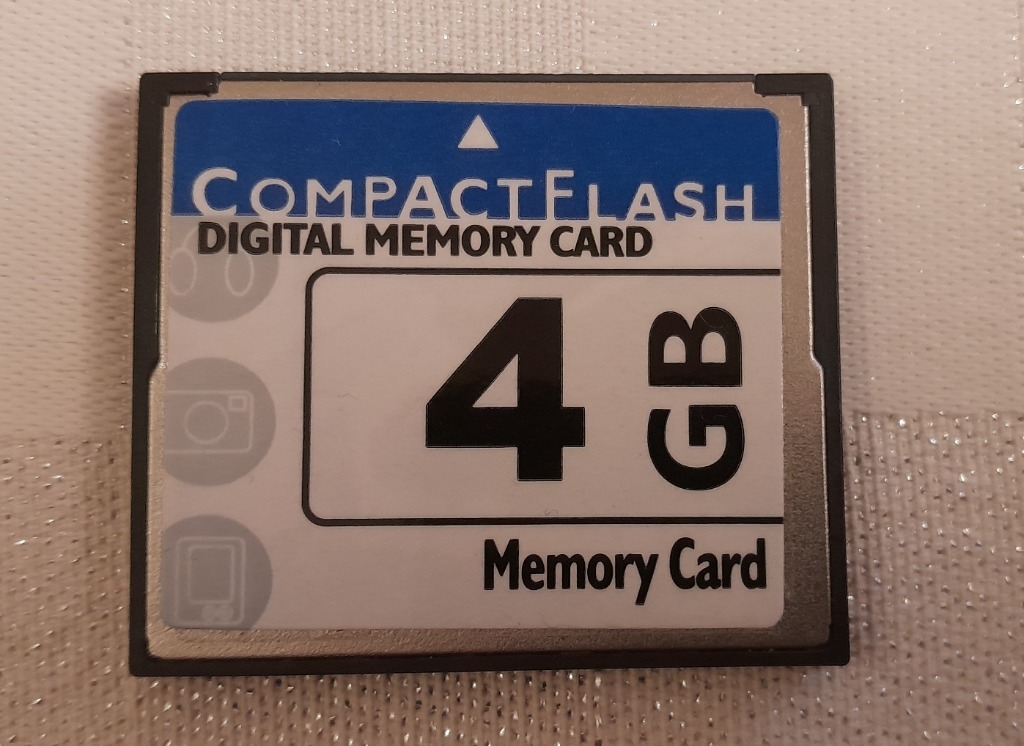 COMPACTFLASH
DIGITAL MEMORY CARD
4 GB
Memory Card